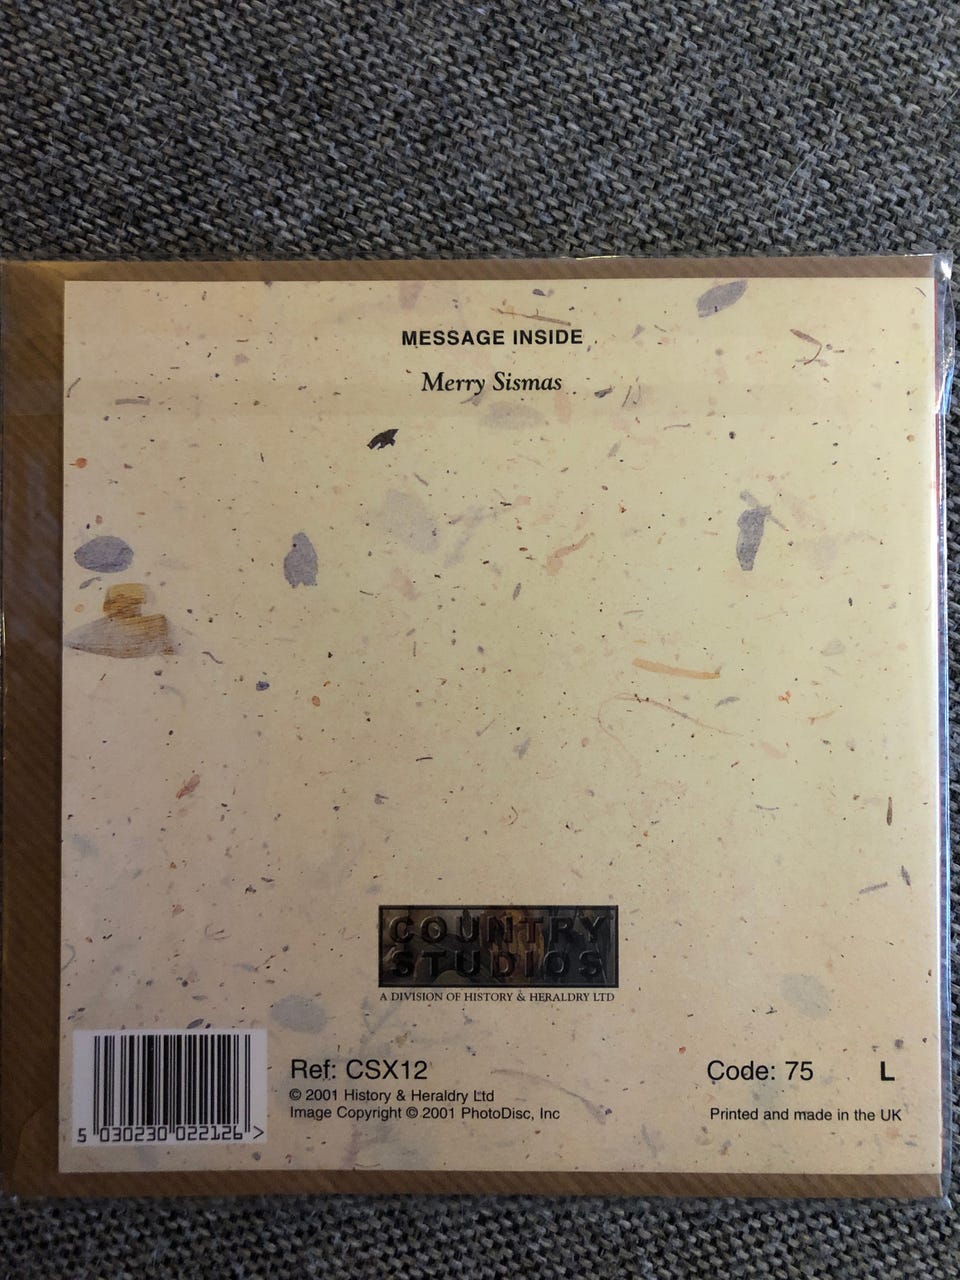 MESSAGE INSIDE
Merry Sismas
COUNTRY
STUDIOS
A DIVISION OF HISTORY & HERALDRY LTD
Ref: CSX12
© 2001 History & Heraldry Ltd
Image Copyright © 2001 PhotoDisc, Inc
Code: 75 L
Printed and made in the UK
5 030230 022126 >